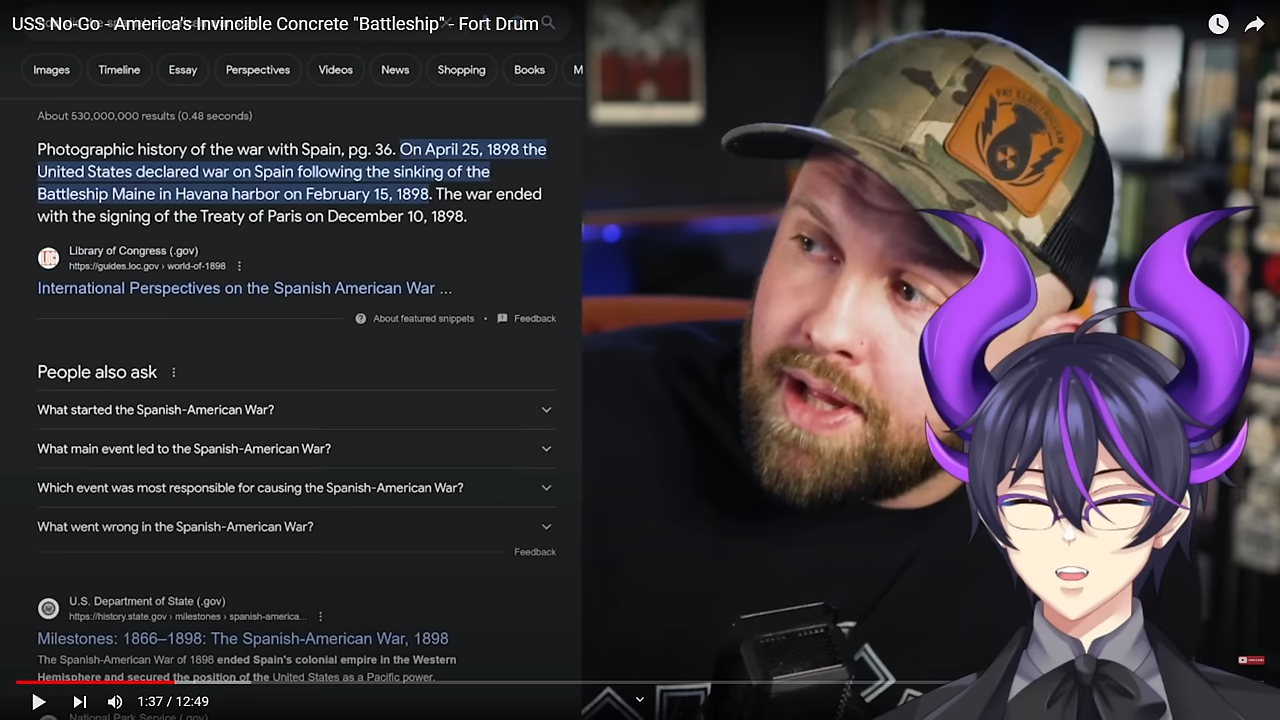 USS No-Go - America's Invincible Concrete "Battleship" - Fort Drum
Images
Timeline
Essay
Perspectives
Videos
News
Shopping
Books
M
About 530,000,000 results (0.48 seconds)
Photographic history of the war with Spain, pg. 36. On April 25, 1898 the
United States declared war on Spain following the sinking of the
Battleship Maine in Havana harbor on February 15, 1898. The war ended
with the signing of the Treaty of Paris on December 10, 1898.
Library of Congress (.gov)
https://guides.loc.gov › world-of-1898
International Perspectives on the Spanish American War ...
About featured snippets • Feedback
People also ask
What started the Spanish-American War?
What main event led to the Spanish-American War?
Which event was most responsible for causing the Spanish-American War?
What went wrong in the Spanish-American War?
Feedback
U.S. Department of State (.gov)
https://history.state.gov › milestones › spanish-america...
Milestones: 1866–1898: The Spanish-American War, 1898
The Spanish-American War of 1898 ended Spain's colonial empire in the Western
Hemisphere and secured the position of the United States as a Pacific power.
National Park Service (.gov)
1:37 / 12:49
FAT ELECTRICIAN